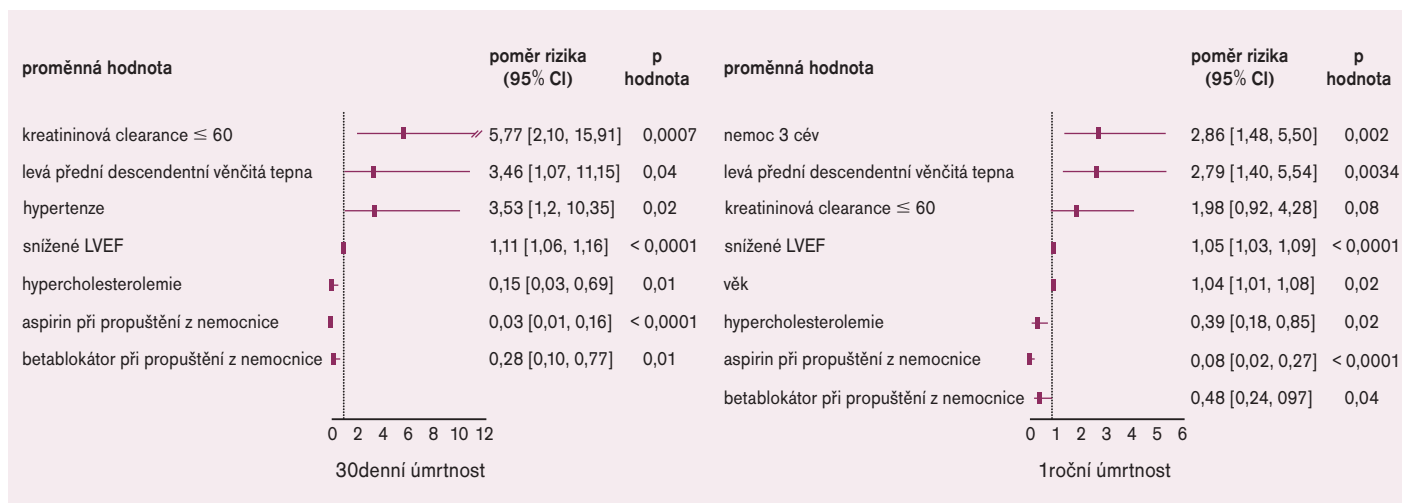 proměnná hodnota poměr rizika (95% CI) p hodnota
kreatininová clearance ≤ 60 5,77 [2,10, 15,91] 0,0007
levá přední descendentní věnčitá tepna 3,46 [1,07, 11,15] 0,04
hypertenze 3,53 [1,2, 10,35] 0,02
snížené LVEF 1,11 [1,06, 1,16] < 0,0001
hypercholesterolemie 0,15 [0,03, 0,69] 0,01
aspirin při propuštění z nemocnice 0,03 [0,01, 0,16] < 0,0001
betablokátor při propuštění z nemocnice 0,28 [0,10, 0,77] 0,01
0 2 4 6 8 10 12
30denní úmrtnost
proměnná hodnota poměr rizika (95% CI) p hodnota
nemoc 3 cév 2,86 [1,48, 5,50] 0,002
levá přední descendentní věnčitá tepna 2,79 [1,40, 5,54] 0,0034
kreatininová clearance ≤ 60 1,98 [0,92, 4,28] 0,08
snížené LVEF 1,05 [1,03, 1,09] < 0,0001
věk 1,04 [1,01, 1,08] 0,02
hypercholesterolemie 0,39 [0,18, 0,85] 0,02
aspirin při propuštění z nemocnice 0,08 [0,02, 0,27] < 0,0001
betablokátor při propuštění z nemocnice 0,48 [0,24, 097] 0,04
0 1 2 3 4 5 6
1roční úmrtnost